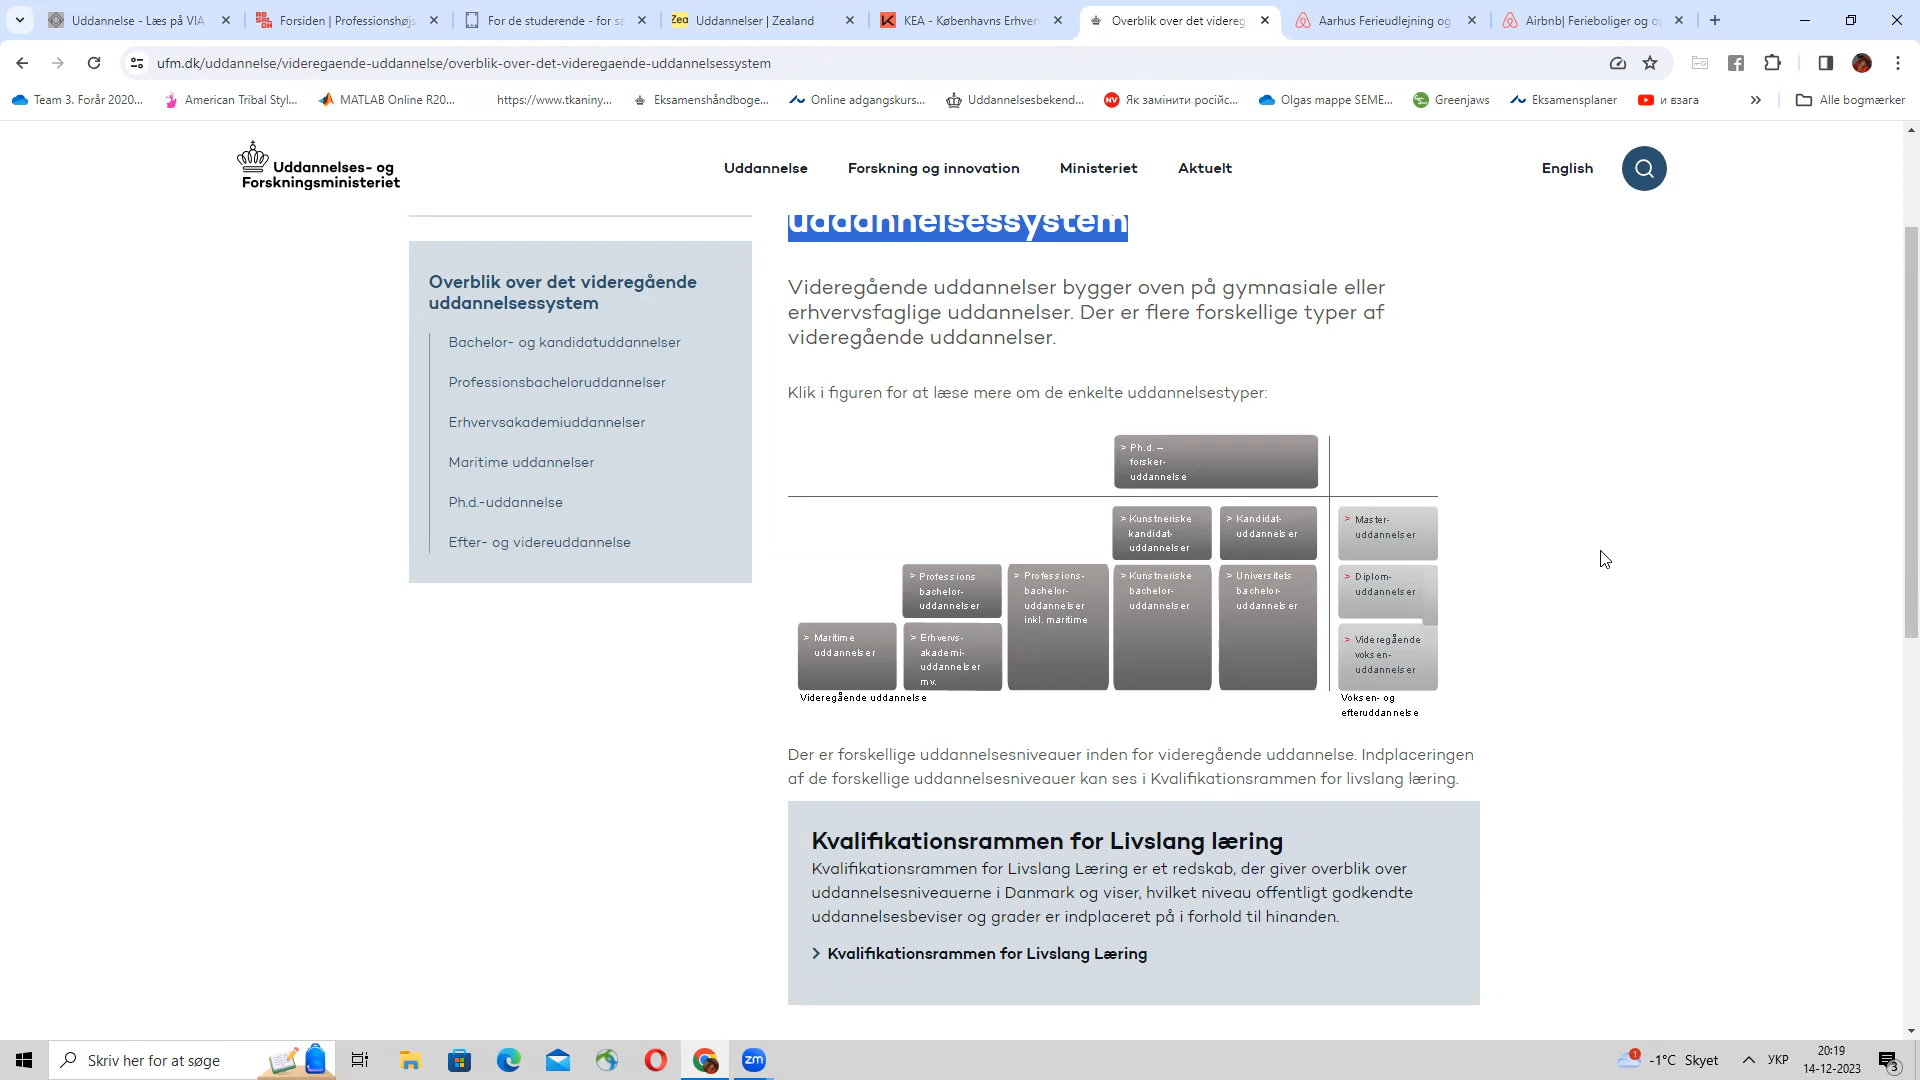 Uddannelse - Læs på VIA
Forsiden | Professionshøjs
For de studerende - for sa
Uddannelser | Zealand
KEA - Københavns Erhver
Overblik over det videreg
Aarhus Ferieudlejning og
Airbnb| Ferieboliger og o
ufm.dk/uddannelse/videregaende-uddannelse/overblik-over-det-videregaende-uddannelsessystem
Team 3. Forår 2020...
American Tribal Styl...
MATLAB Online R20...
https://www.tkaniny...
Eksamenshåndboge...
Online adgangskurs...
Uddannelsesbekend...
Як замінити російс...
Olgas mappe SEME...
Greenjaws
Eksamensplaner
и взага
Alle bogmærker
Uddannelses- og
Forskningsministeriet
Uddannelse
Forskning og innovation
Ministeriet
Aktuelt
English
uddannelsessystem
Overblik over det videregående
uddannelsessystem
Bachelor- og kandidatuddannelser
Professionsbacheloruddannelser
Erhvervsakademiuddannelser
Maritime uddannelser
Ph.d.-uddannelse
Efter- og videreuddannelse
Videregående uddannelser bygger oven på gymnasiale eller
erhvervsfaglige uddannelser. Der er flere forskellige typer af
videregående uddannelser.
Klik i figuren for at læse mere om de enkelte uddannelsestyper:
> Ph.d. –
forsker-
uddannelse
> Kunstneriske
kandidat-
uddannelser
> Kandidat-
uddannelser
> Master-
uddannelser
> Professions
bachelor-
uddannelser
> Professions-
bachelor-
uddannelser
inkl. maritime
> Kunstneriske
bachelor-
uddannelser
> Universitets
bachelor-
uddannelser
> Diplom-
uddannelser
> Maritime
uddannelser
> Erhvervs-
akademi-
uddannelser
mv.
> Videregående
voksen-
uddannelser
Videregående uddannelse
Voksen- og
efteruddannelse
Der er forskellige uddannelsesniveauer inden for videregående uddannelse. Indplaceringen
af de forskellige uddannelsesniveauer kan ses i Kvalifikationsrammen for livslang læring.
Kvalifikationsrammen for Livslang læring
Kvalifikationsrammen for Livslang Læring er et redskab, der giver overblik over
uddannelsesniveauerne i Danmark og viser, hvilket niveau offentligt godkendte
uddannelsesbeviser og grader er indplaceret på i forhold til hinanden.
Kvalifikationsrammen for Livslang Læring
Skriv her for at søge
zm
1
-1°C Skyet
УКР
20:19
14-12-2023
3